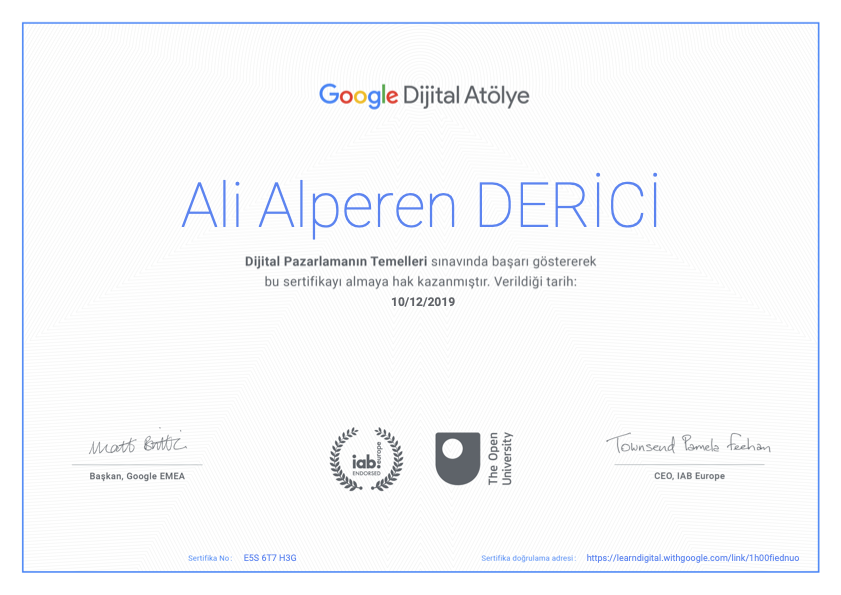 Google Dijital Atölye
Ali Alperen DERİCİ
Dijital Pazarlamanın Temelleri sınavında başarı göstererek
bu sertifikayı almaya hak kazanmıştır. Verildiği tarih:
10/12/2019
Matt Brittin
Başkan, Google EMEA
iab: europe
ENDORSED
The Open
University
Townsend Pamela Feehan
CEO, IAB Europe
Sertifika No : E5S 6T7 H3G
Sertifika doğrulama adresi : https://learndigital.withgoogle.com/link/1h00fiednuo